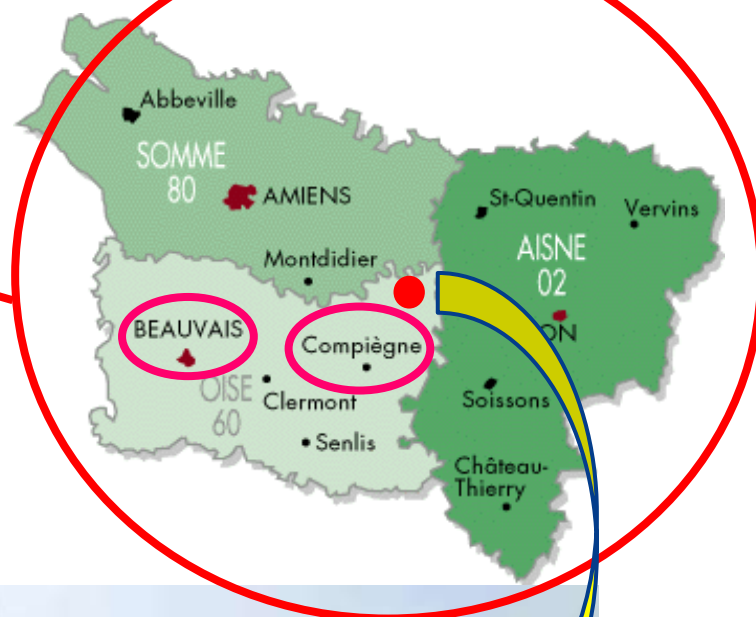 Abbeville
SOMME
80
AMIENS
St-Quentin
Vervins
AISNE
02
Montdidier
BEAUVAIS
Compiègne
ON
OISE
60
Clermont
Soissons
Senlis
Château-
Thierry